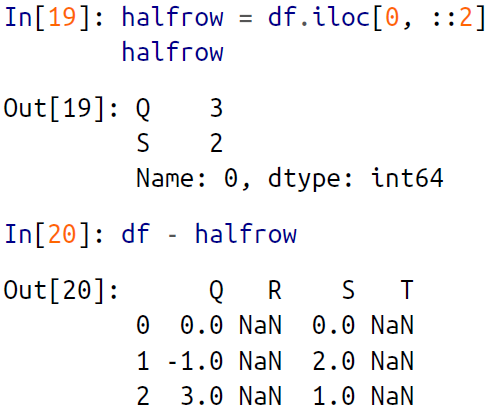 In[19]: halfrow = df.iloc[0, ::2]
        halfrow
Out[19]: Q    3
         S    2
         Name: 0, dtype: int64
In[20]: df - halfrow
Out[20]:      Q   R    S   T
         0  0.0 NaN  0.0 NaN
         1 -1.0 NaN  2.0 NaN
         2  3.0 NaN  1.0 NaN